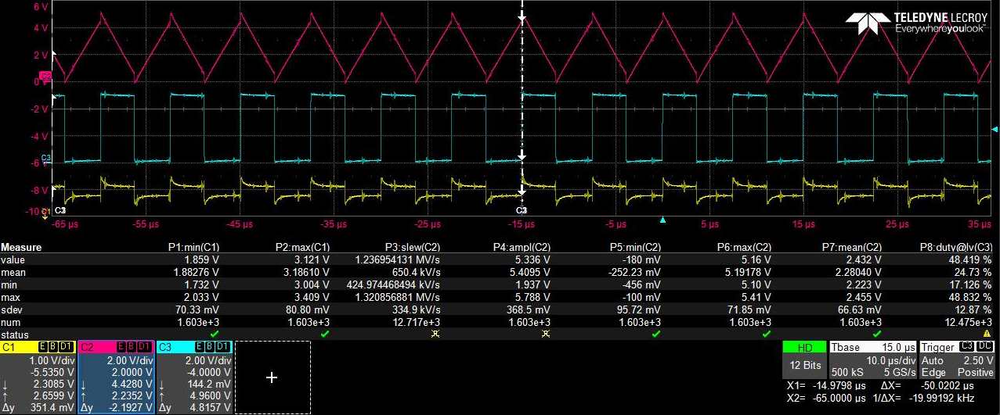 6 V
TELEDYNE LECROY
Everywhereyoulook™
4 V
2 V
C2
0 V
-2 V
-4 V
C3
-6 V
-8 V
-10
C1
C3 C3
-65 µs -55 µs -45 µs -35 µs -25 µs -15 µs -5 µs 5 µs 15 µs 25 µs 35 µs
Measure P1:min(C1) P2:max(C1) P3:slew(C2) P4:ampl(C2) P5:min(C2) P6:max(C2) P7:mean(C2) P8:duty@lv(C3)
value 1.859 V 3.121 V 1.236954131 MV/s 5.336 V -180 mV 5.16 V 2.432 V 48.419 %
mean 1.88276 V 3.18610 V 650.4 kV/s 5.4095 V -252.23 mV 5.19178 V 2.28040 V 24.73 %
min 1.732 V 3.004 V 424.974468494 kV/s 1.937 V -456 mV 5.10 V 2.223 V 17.126 %
max 2.033 V 3.409 V 1.320856881 MV/s 5.788 V -100 mV 5.41 V 2.455 V 48.832 %
sdev 70.33 mV 80.80 mV 334.9 kV/s 368.5 mV 95.72 mV 71.85 mV 66.63 mV 12.87 %
num 1.603e+3 1.603e+3 12.717e+3 1.603e+3 1.603e+3 1.603e+3 1.603e+3 12.475e+3
status
C1 E B D1 C2 E B D1 C3 E B D1 HD Tbase 15.0 µs Trigger C3 DC
1.00 V/div 2.00 V/div 2.00 V/div 10.0 µs/div Auto 2.50 V
-5.5350 V 2.0000 V -4.0000 V 12 Bits 500 kS 5 GS/s Edge Positive
↓ 2.3085 V ↓ 4.4280 V ↓ 144.2 mV X1= -14.9798 µs ΔX= -50.0202 µs
↑ 2.6599 V ↑ 2.2352 V ↑ 4.9600 V X2= -65.0000 µs 1/ΔX= -19.99192 kHz
Δy 351.4 mV Δy -2.1927 V Δy 4.8157 V
+